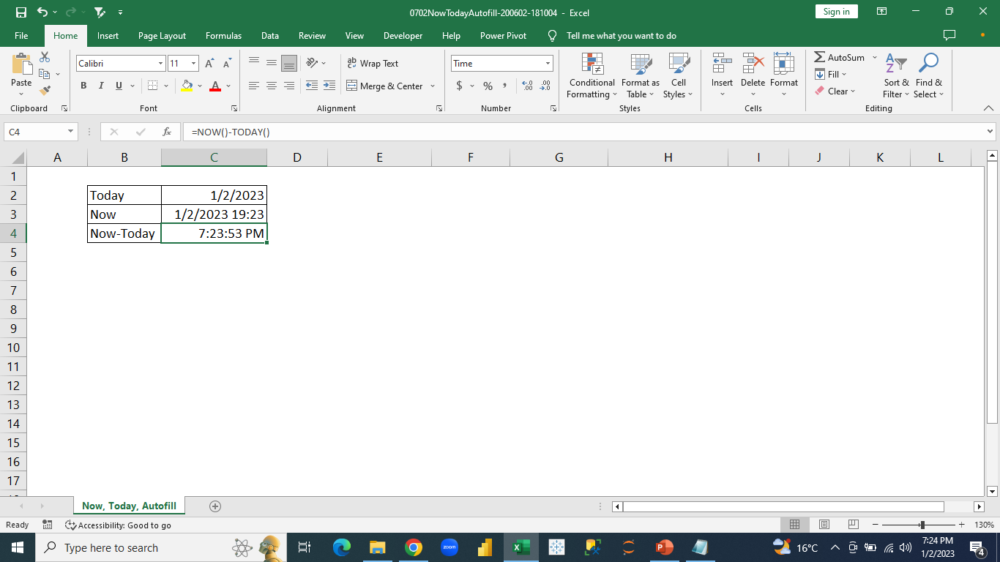 0702NowTodayAutofill-200602-181004 - Excel
Sign in
File Home Insert Page Layout Formulas Data Review View Developer Help Power Pivot Tell me what you want to do
Paste
Clipboard
Calibri 11
B I U A
Font
Wrap Text
Merge & Center
Alignment
Time
$ % ,
Number
Conditional Formatting
Format as Table
Cell Styles
Styles
Insert Delete Format
Cells
AutoSum
Fill
Clear
Sort & Filter
Find & Select
Editing
C4 fx =NOW()-TODAY()
A B C D E F G H I J K L
1
2 Today 1/2/2023
3 Now 1/2/2023 19:23
4 Now-Today 7:23:53 PM
5
6
7
8
9
10
11
12
13
14
15
16
17
Now, Today, Autofill
Ready Accessibility: Good to go 130%
Type here to search zoom 16°C 7:24 PM
1/2/2023 4